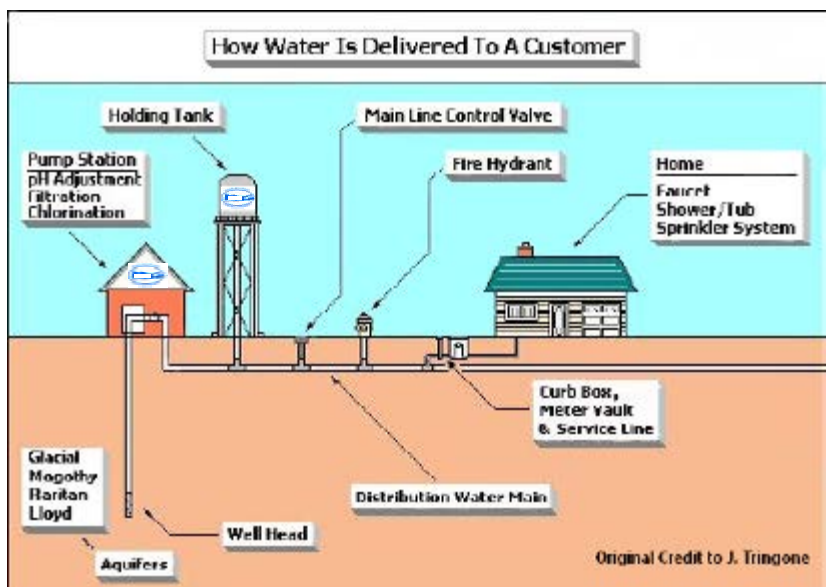 How Water Is Delivered To A Customer
Holding Tank
Main Line Control Valve
Pump Station
pH Adjustment
Filtration
Chlorination
Fire Hydrant
Home
Faucet
Shower/Tub
Sprinkler System
Curb Box,
Meter Vault
& Service Line
Glacial
Mogothy
Raritan
Lloyd
Distribution Water Main
Well Head
Aquifers
Original Credit to J. Tringone